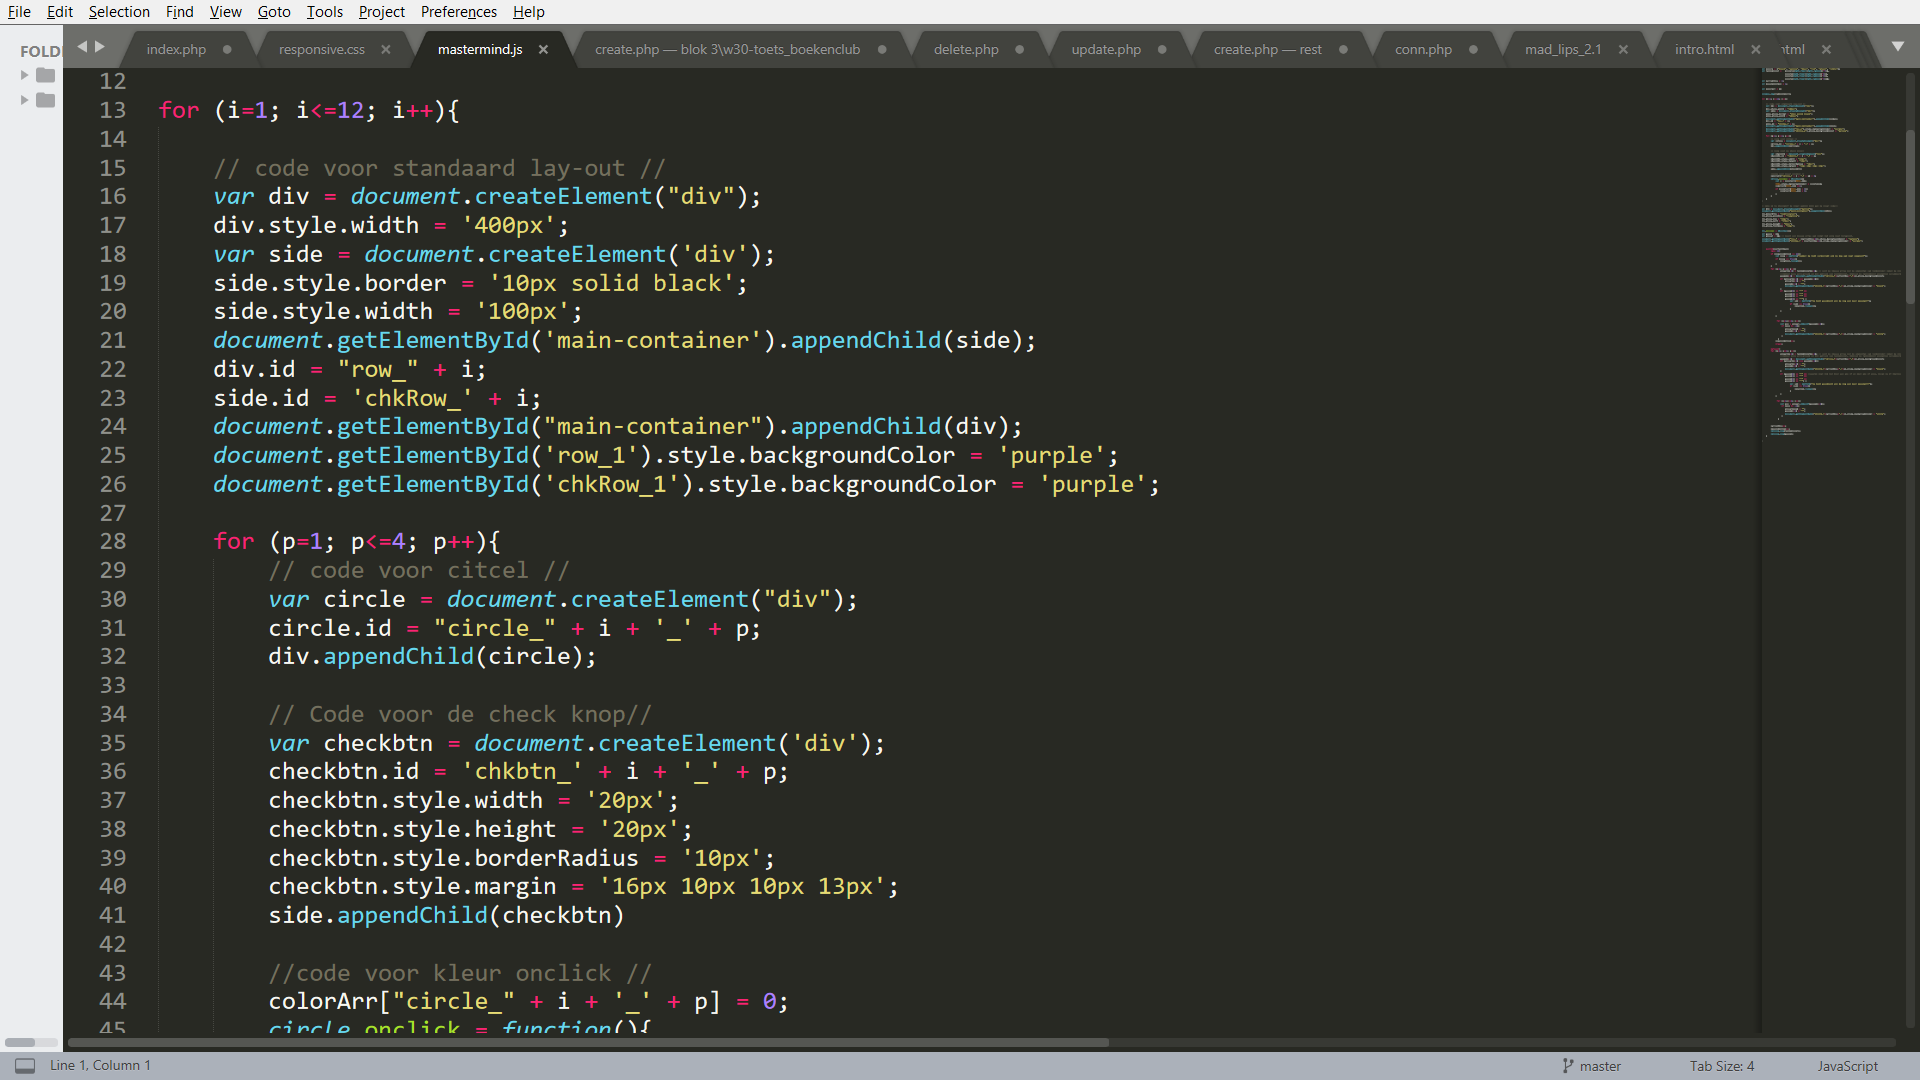 File Edit Selection Find View Goto Tools Project Preferences Help
FOLD
index.php responsive.css mastermind.js create.php — blok 3\w30-toets_boekenclub delete.php update.php create.php — rest conn.php mad_lips_2.1 intro.html html
12
13 for (i=1; i<=12; i++){
14
15 // code voor standaard lay-out //
16 var div = document.createElement("div");
17 div.style.width = '400px';
18 var side = document.createElement('div');
19 side.style.border = '10px solid black';
20 side.style.width = '100px';
21 document.getElementById('main-container').appendChild(side);
22 div.id = "row_" + i;
23 side.id = 'chkRow_' + i;
24 document.getElementById("main-container").appendChild(div);
25 document.getElementById('row_1').style.backgroundColor = 'purple';
26 document.getElementById('chkRow_1').style.backgroundColor = 'purple';
27
28 for (p=1; p<=4; p++){
29 // code voor citcel //
30 var circle = document.createElement("div");
31 circle.id = "circle_" + i + '_' + p;
32 div.appendChild(circle);
33
34 // Code voor de check knop//
35 var checkbtn = document.createElement('div');
36 checkbtn.id = 'chkbtn_' + i + '_' + p;
37 checkbtn.style.width = '20px';
38 checkbtn.style.height = '20px';
39 checkbtn.style.borderRadius = '10px';
40 checkbtn.style.margin = '16px 10px 10px 13px';
41 side.appendChild(checkbtn)
42
43 //code voor kleur onclick //
44 colorArr["circle_" + i + '_' + p] = 0;
45 circle.onclick = function(){
Line 1, Column 1 master Tab Size: 4 JavaScript